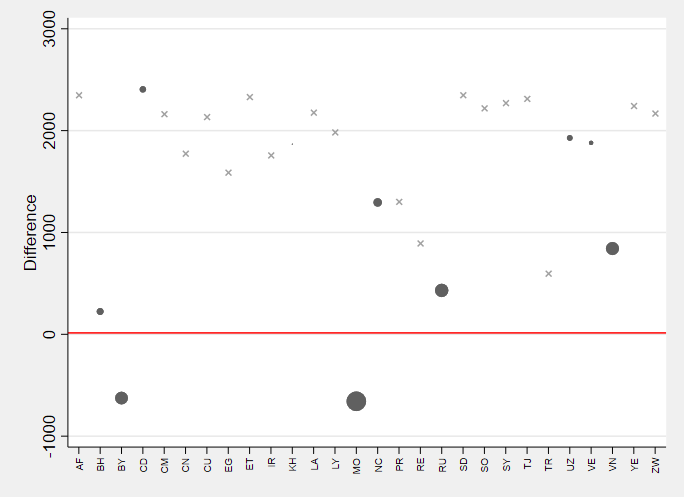 3000
2000
1000
0
-1000
Difference
AF
BH
BY
CD
CM
CN
CU
EG
ET
IR
KH
LA
LY
MO
NC
PR
RE
RU
SD
SO
SY
TJ
TR
UZ
VE
VN
YE
ZW